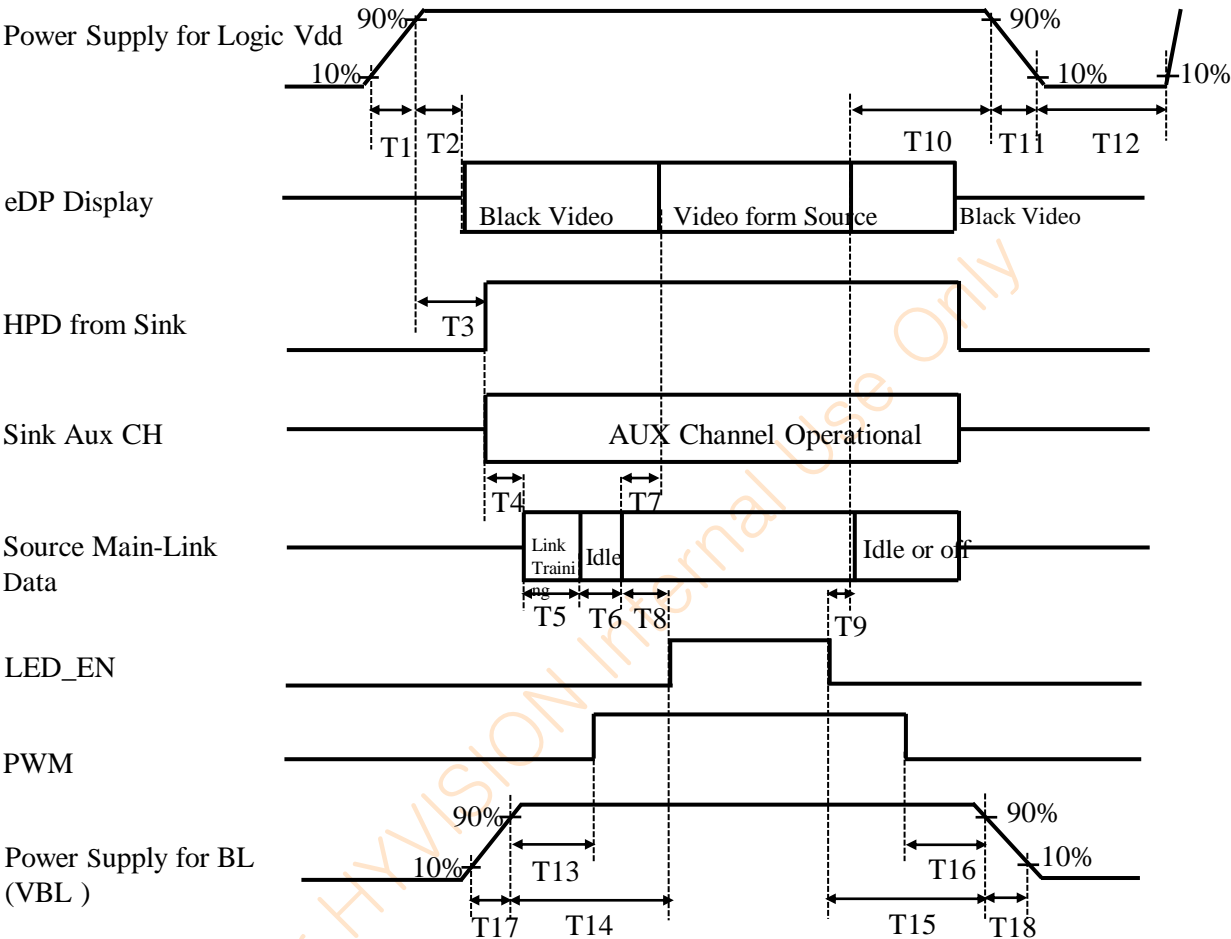 Power Supply for Logic Vdd
90%
10%
90%
10%
10%
T1
T2
T10
T11
T12
eDP Display
Black Video
Video form Source
Black Video
HPD from Sink
T3
Sink Aux CH
AUX Channel Operational
T4
T7
Source Main-Link
Data
Link
Traini
ng
Idle
Idle or off
T5
T6
T8
T9
LED_EN
PWM
90%
90%
Power Supply for BL
(VBL )
10%
10%
T13
T16
T17
T14
T15
T18
HYVISION Internal Use Only